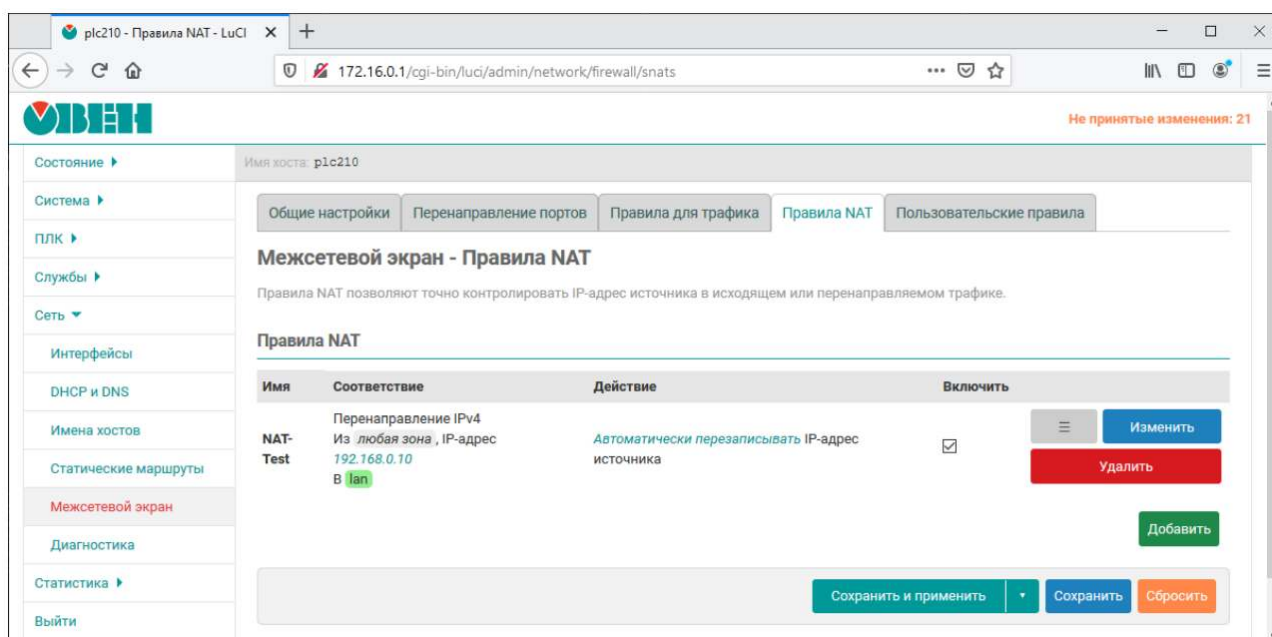 plc210 - Правила NAT - LuCI
172.16.0.1/cgi-bin/luci/admin/network/firewall/snats
ОВЕН
Не принятые изменения: 21
Состояние
Система
ПЛК
Службы
Сеть
Интерфейсы
DHCP и DNS
Имена хостов
Статические маршруты
Межсетевой экран
Диагностика
Статистика
Выйти
Имя хоста: plc210
Общие настройки
Перенаправление портов
Правила для трафика
Правила NAT
Пользовательские правила
Межсетевой экран - Правила NAT
Правила NAT позволяют точно контролировать IP-адрес источника в исходящем или перенаправляемом трафике.
Правила NAT
Имя Соответствие Действие Включить
NAT-
Test
Перенаправление IPv4
Из любая зона, IP-адрес
192.168.0.10
В lan
Автоматически перезаписывать IP-адрес
источника
Изменить
Удалить
Добавить
Сохранить и применить
Сохранить
Сбросить